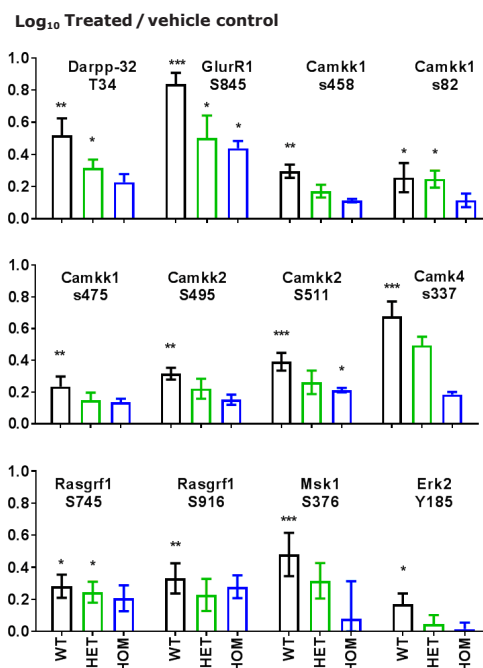 Log₁₀ Treated / vehicle control
1.0
0.8
0.6
0.4
0.2
0.0
Darpp-32
T34
** *
GlurR1
S845
*** * *
Camkk1
s458
**
Camkk1
s82
* *
1.0
0.8
0.6
0.4
0.2
0.0
Camkk1
s475
**
Camkk2
S495
**
Camkk2
S511
*** *
Camk4
s337
***
1.0
0.8
0.6
0.4
0.2
0.0
Rasgrf1
S745
* *
Rasgrf1
S916
**
Msk1
S376
***
Erk2
Y185
*
WT HET HOM WT HET HOM WT HET HOM WT HET HOM